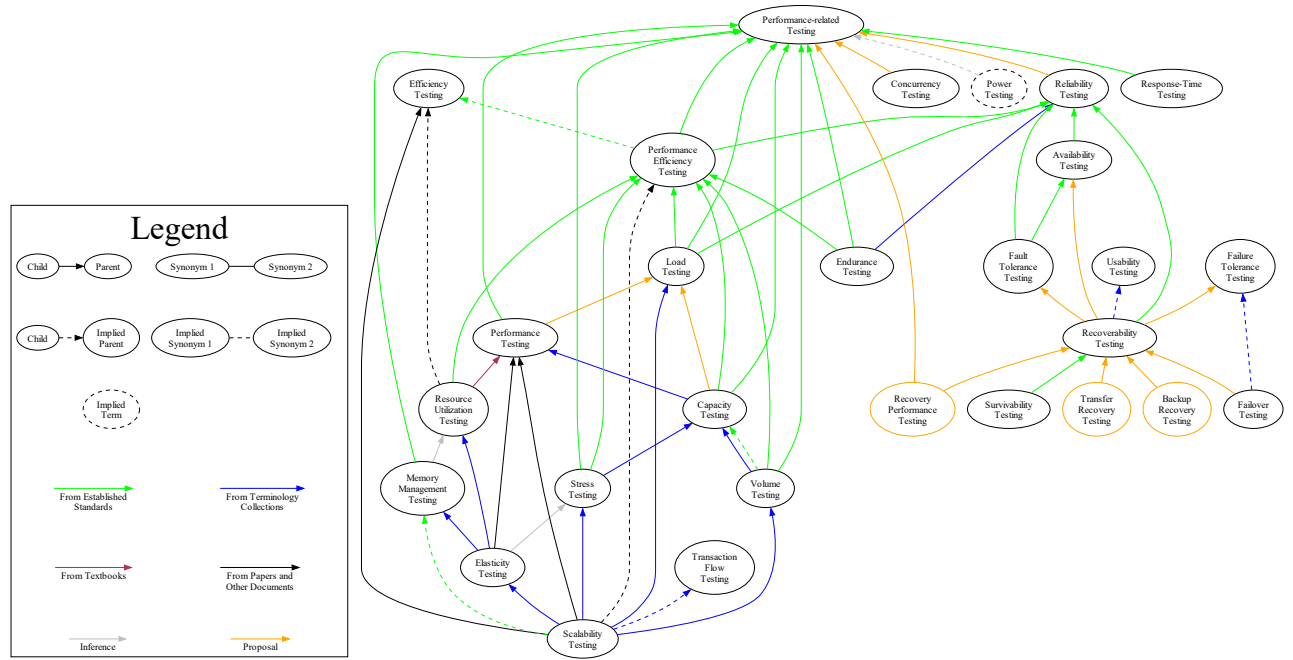 Performance-related
Testing
Efficiency
Testing
Concurrency
Testing
Power
Testing
Reliability
Testing
Response-Time
Testing
Performance
Efficiency
Testing
Availability
Testing
Legend
Child
Parent
Synonym 1
Synonym 2
Load
Testing
Endurance
Testing
Fault
Tolerance
Testing
Usability
Testing
Failure
Tolerance
Testing
Child
Implied
Parent
Implied
Synonym 1
Implied
Synonym 2
Performance
Testing
Recoverability
Testing
Implied
Term
Resource
Utilization
Testing
Capacity
Testing
Recovery
Performance
Testing
Survivability
Testing
Transfer
Recovery
Testing
Backup
Recovery
Testing
Failover
Testing
From Established
Standards
From Terminology
Collections
Memory
Management
Testing
Stress
Testing
Volume
Testing
From Textbooks
From Papers and
Other Documents
Elasticity
Testing
Transaction
Flow
Testing
Inference
Proposal
Scalability
Testing